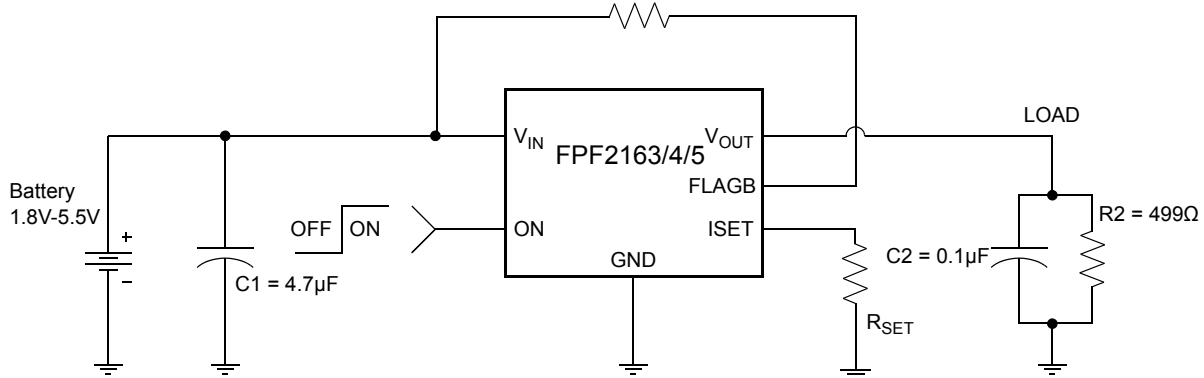 LOAD
V_IN
FPF2163/4/5
V_OUT
FLAGB
Battery
1.8V-5.5V
+
−
OFF
ON
ON
ISET
GND
C1 = 4.7µF
R_SET
C2 = 0.1µF
R2 = 499Ω